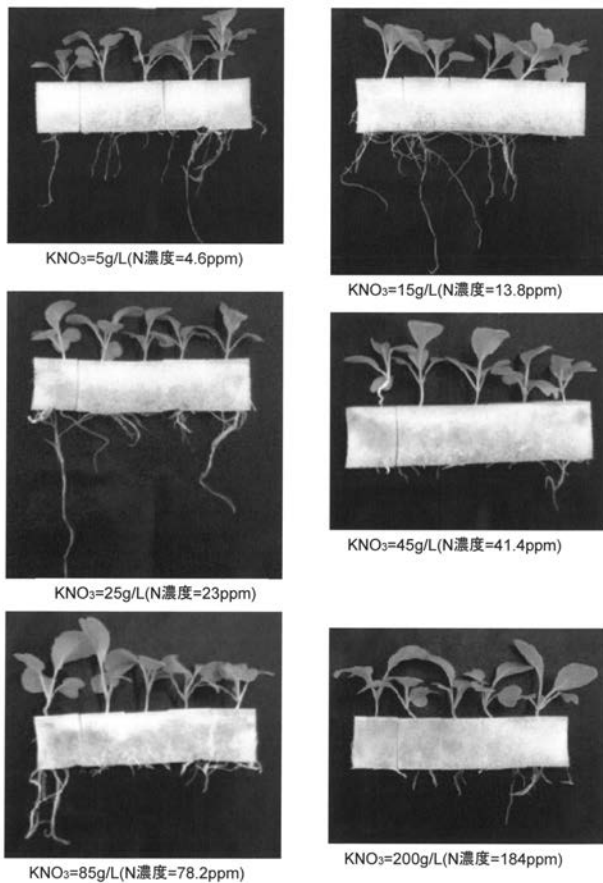 KNO₃=5g/L(N濃度=4.6ppm)
KNO₃=15g/L(N濃度=13.8ppm)
KNO₃=25g/L(N濃度=23ppm)
KNO₃=45g/L(N濃度=41.4ppm)
KNO₃=85g/L(N濃度=78.2ppm)
KNO₃=200g/L(N濃度=184ppm)